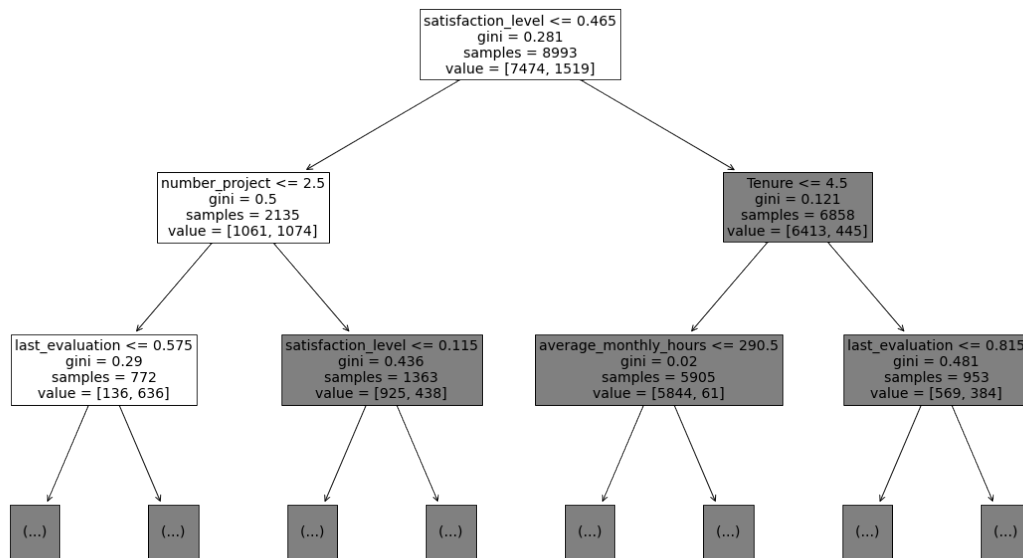 satisfaction_level <= 0.465
gini = 0.281
samples = 8993
value = [7474, 1519]
number_project <= 2.5
gini = 0.5
samples = 2135
value = [1061, 1074]
Tenure <= 4.5
gini = 0.121
samples = 6858
value = [6413, 445]
last_evaluation <= 0.575
gini = 0.29
samples = 772
value = [136, 636]
satisfaction_level <= 0.115
gini = 0.436
samples = 1363
value = [925, 438]
average_monthly_hours <= 290.5
gini = 0.02
samples = 5905
value = [5844, 61]
last_evaluation <= 0.815
gini = 0.481
samples = 953
value = [569, 384]
(...)
(...)
(...)
(...)
(...)
(...)
(...)
(...)